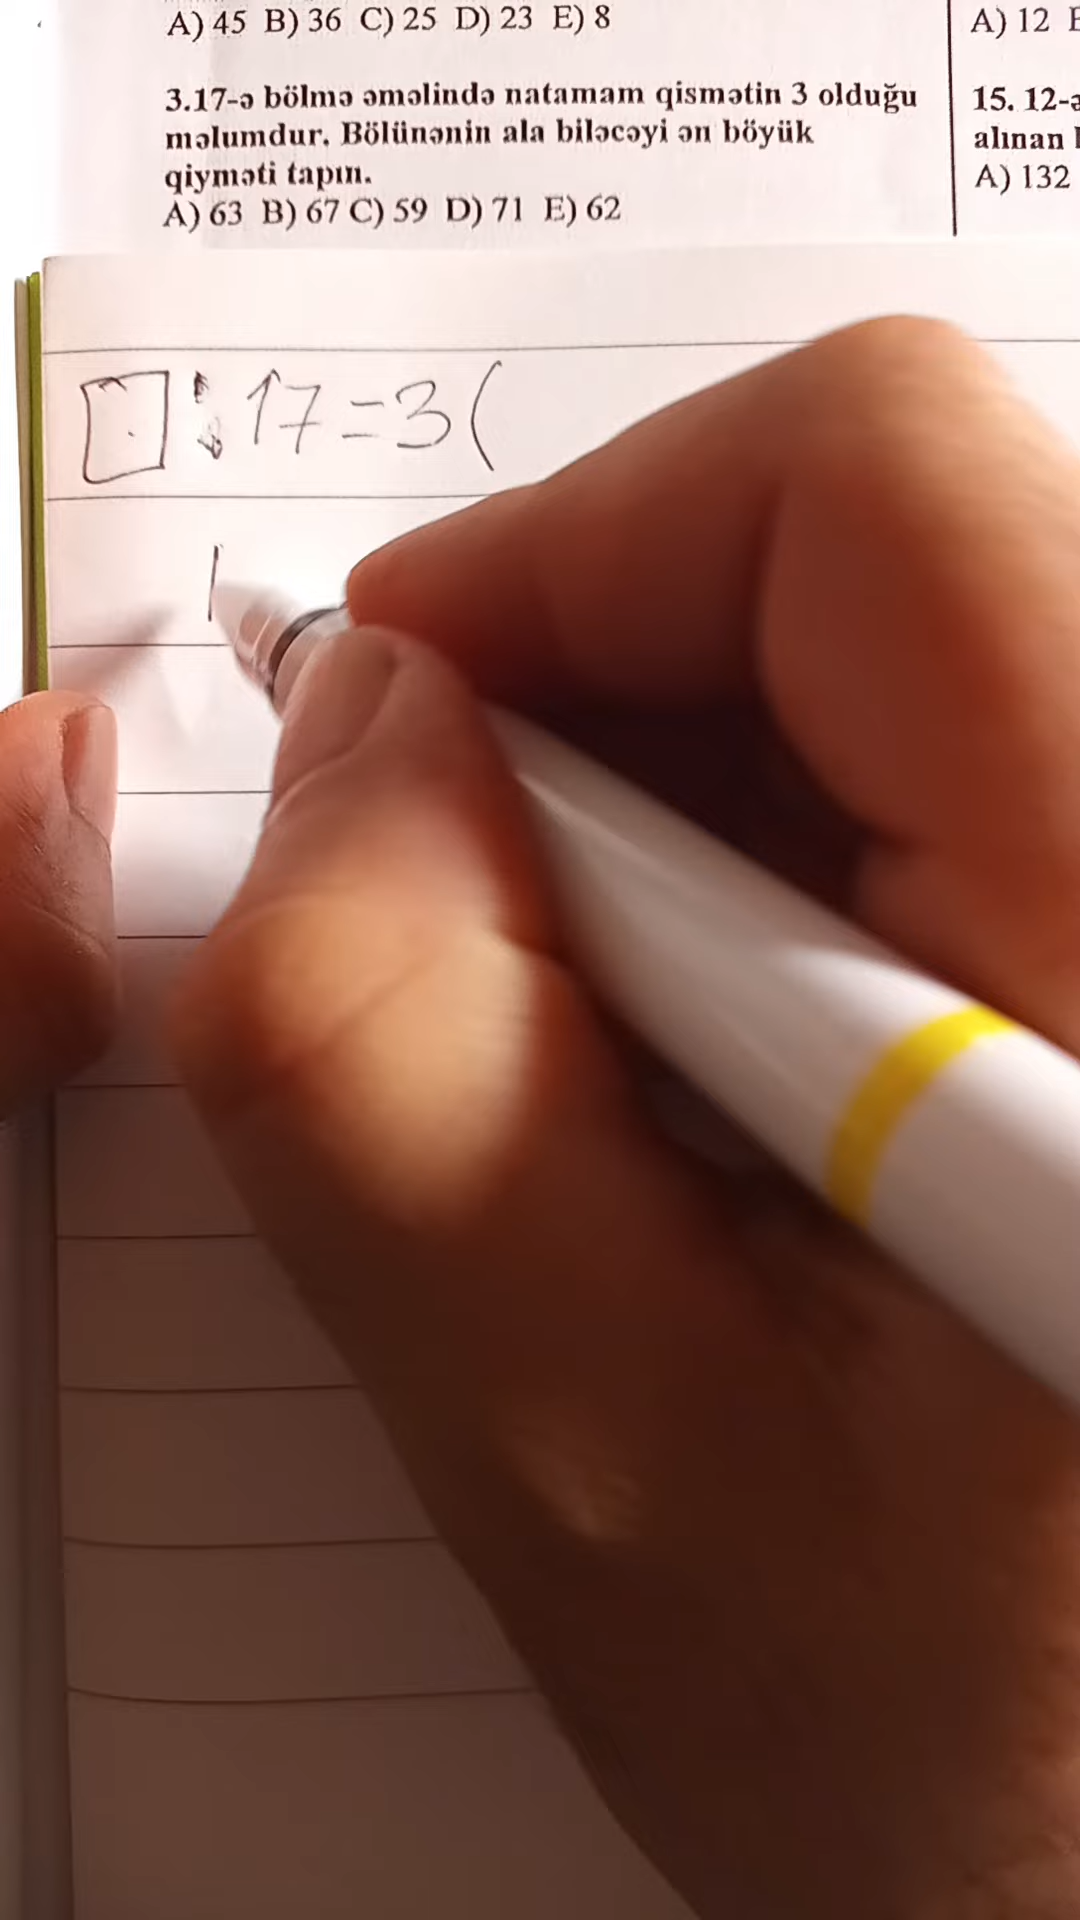 A) 45 B) 36 C) 25 D) 23 E) 8
3.17-ə bölmə əməlində natamam qismətin 3 olduğu
məlumdur. Bölünənin ala biləcəyi ən böyük
qiyməti tapın.
A) 63 B) 67 C) 59 D) 71 E) 62
A) 12
15. 12-ə
alınan
A) 132
: 17 = 3 (